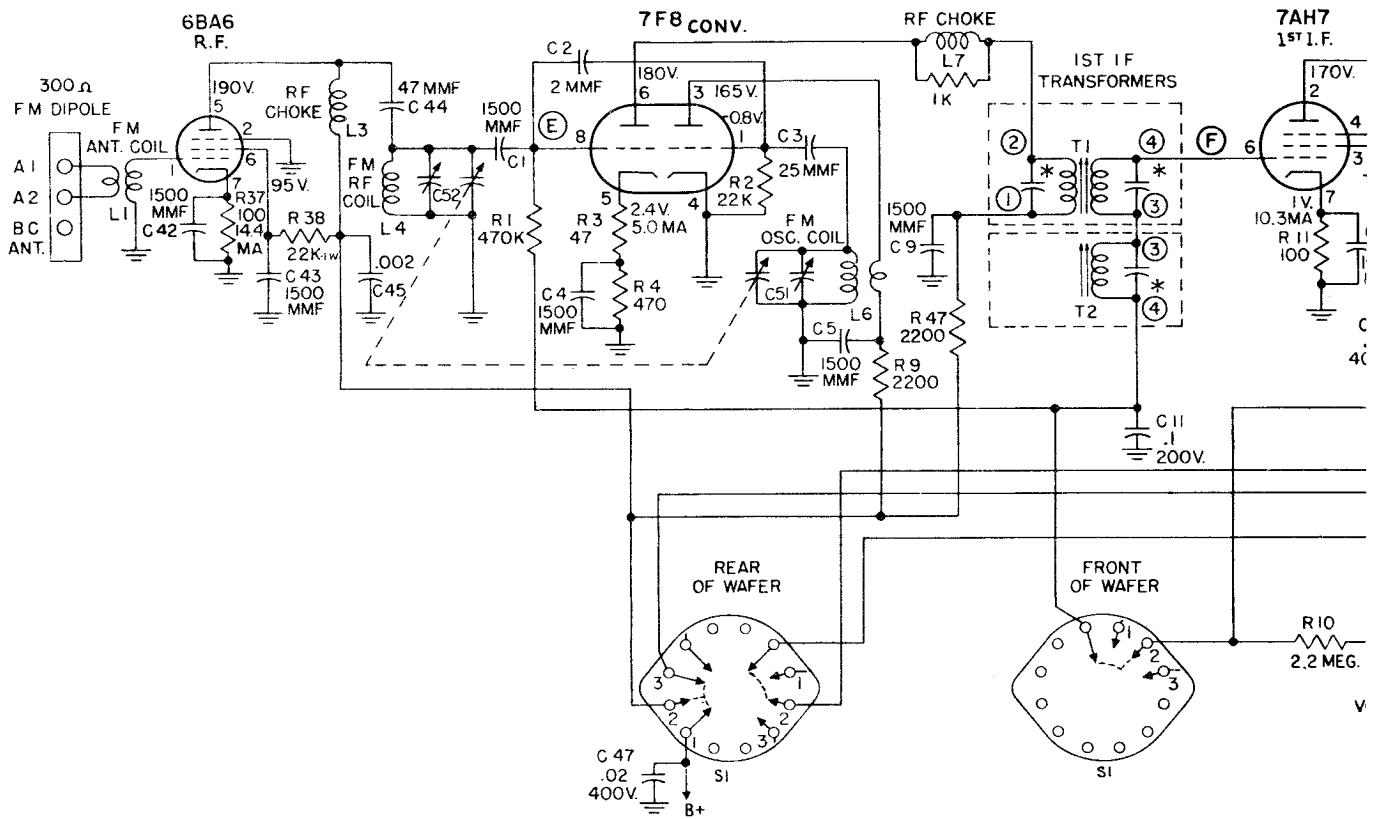 6BA6
R.F.
7F8 CONV.
RF CHOKE
L7
1K
7AH7
1ST I.F.
300Ω
FM DIPOLE
A1
A2
BC
ANT.
FM
ANT. COIL
L1
190V.
5
2
6
1
7
95V.
1500
MMF
C42
R37
100
14.4
MA
R38
22K-1W
C43
1500
MMF
RF
CHOKE
L3
.002
C45
47 MMF
C44
FM
RF
COIL
L4
C52
1500
MMF
C1
E
R1
470K
C2
2 MMF
180V.
6
3
165V.
-0.8V.
8
1
5
4
2.4V.
5.0 MA
R3
47
R4
470
C4
1500
MMF
R2
22K
C3
25 MMF
FM
OSC. COIL
C51
L6
C5
1500
MMF
R9
2200
1500
MMF
C9
R47
2200
1ST IF
TRANSFORMERS
T1
2
*
1
4
*
3
3
*
4
T2
F
170V.
2
6
4
3
7
1V.
10.3MA
R11
100
C
1
C
.
40
C11
.1
200V.
REAR
OF WAFER
1
3
2
1
1
2
3
S1
C47
.02
400V.
B+
FRONT
OF WAFER
1
2
3
S1
R10
2.2 MEG.
V